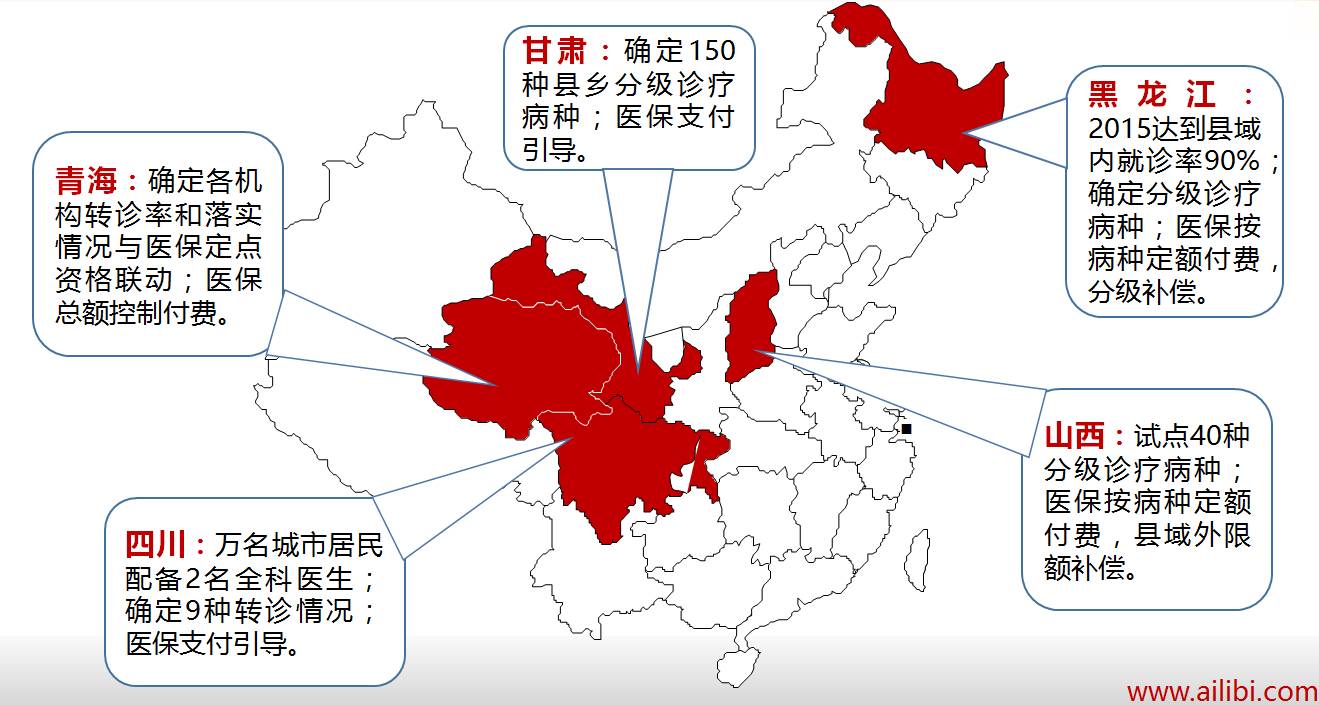 甘肃：确定150
种县乡分级诊疗
病种；医保支付
引导。
黑龙江：
2015达到县域
内就诊率90%；
确定分级诊疗
病种；医保按
病种定额付费，
分级补偿。
青海：确定各机
构转诊率和落实
情况与医保定点
资格联动；医保
总额控制付费。
山西：试点40种
分级诊疗病种；
医保按病种定额
付费，县域外限
额补偿。
四川：万名城市居民
配备2名全科医生；
确定9种转诊情况；
医保支付引导。
www.ailibi.com